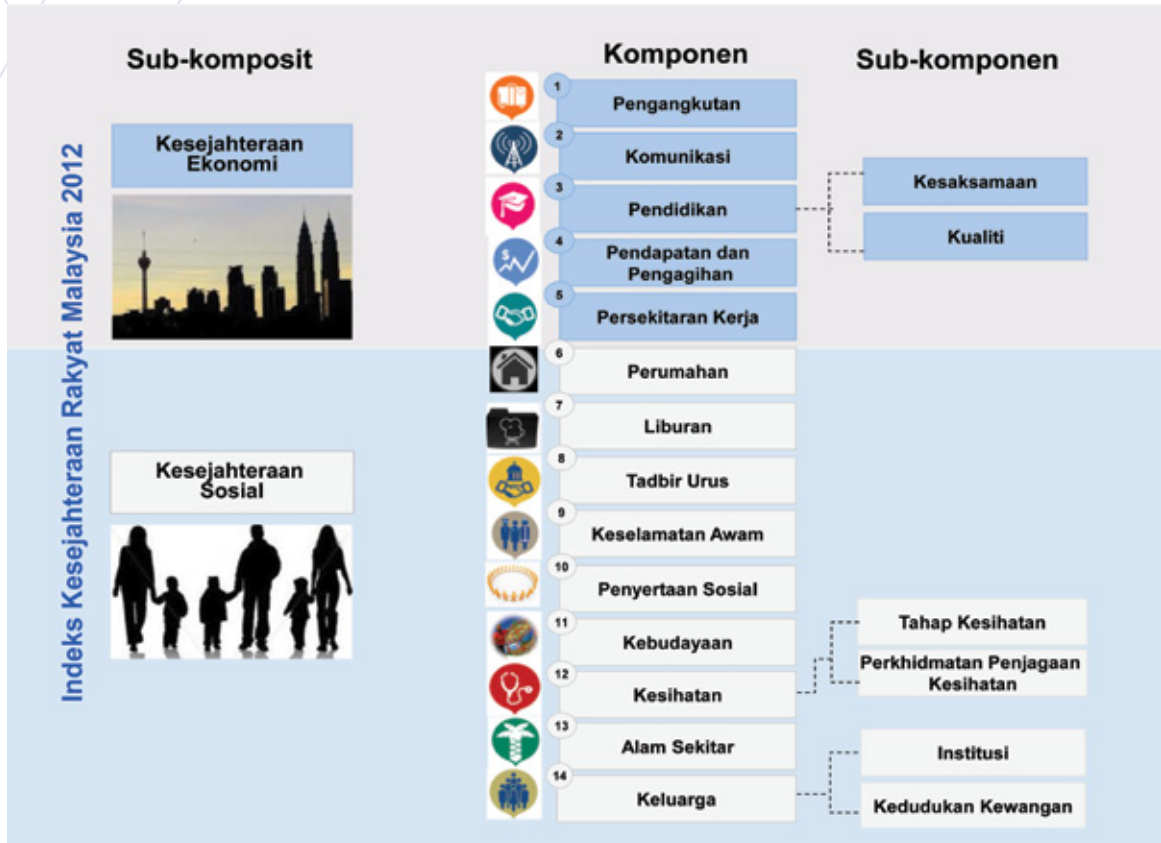 Indeks Kesejahteraan Rakyat Malaysia 2012
Sub-komposit
Kesejahteraan
Ekonomi
Kesejahteraan
Sosial
Komponen
1
Pengangkutan
2
Komunikasi
3
Pendidikan
4
Pendapatan dan
Pengagihan
5
Persekitaran Kerja
6
Perumahan
7
Liburan
8
Tadbir Urus
9
Keselamatan Awam
10
Penyertaan Sosial
11
Kebudayaan
12
Kesihatan
13
Alam Sekitar
14
Keluarga
Sub-komponen
Kesaksamaan
Kualiti
Tahap Kesihatan
Perkhidmatan Penjagaan
Kesihatan
Institusi
Kedudukan Kewangan